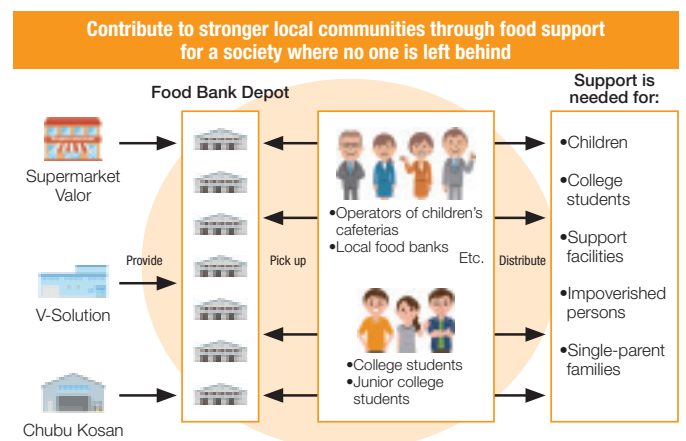 Contribute to stronger local communities through food support
for a society where no one is left behind
Food Bank Depot
Support is
needed for:
Supermarket
Valor
V-Solution
Chubu Kosan
Provide
Pick up
•Operators of children's
cafeterias
•Local food banks
Etc.
•College students
•Junior college
students
Distribute
•Children
•College
students
•Support
facilities
•Impoverished
persons
•Single-parent
families